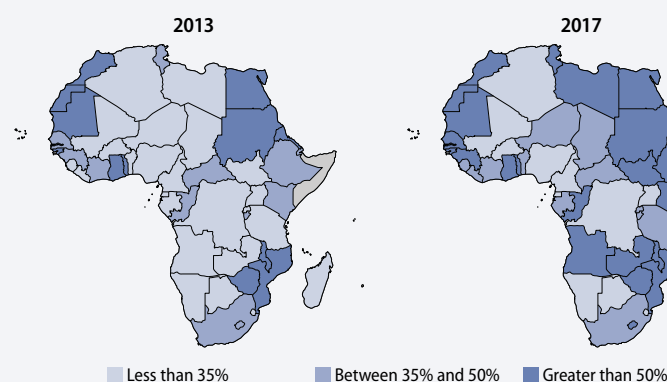 2013
2017
Less than 35%
Between 35% and 50%
Greater than 50%